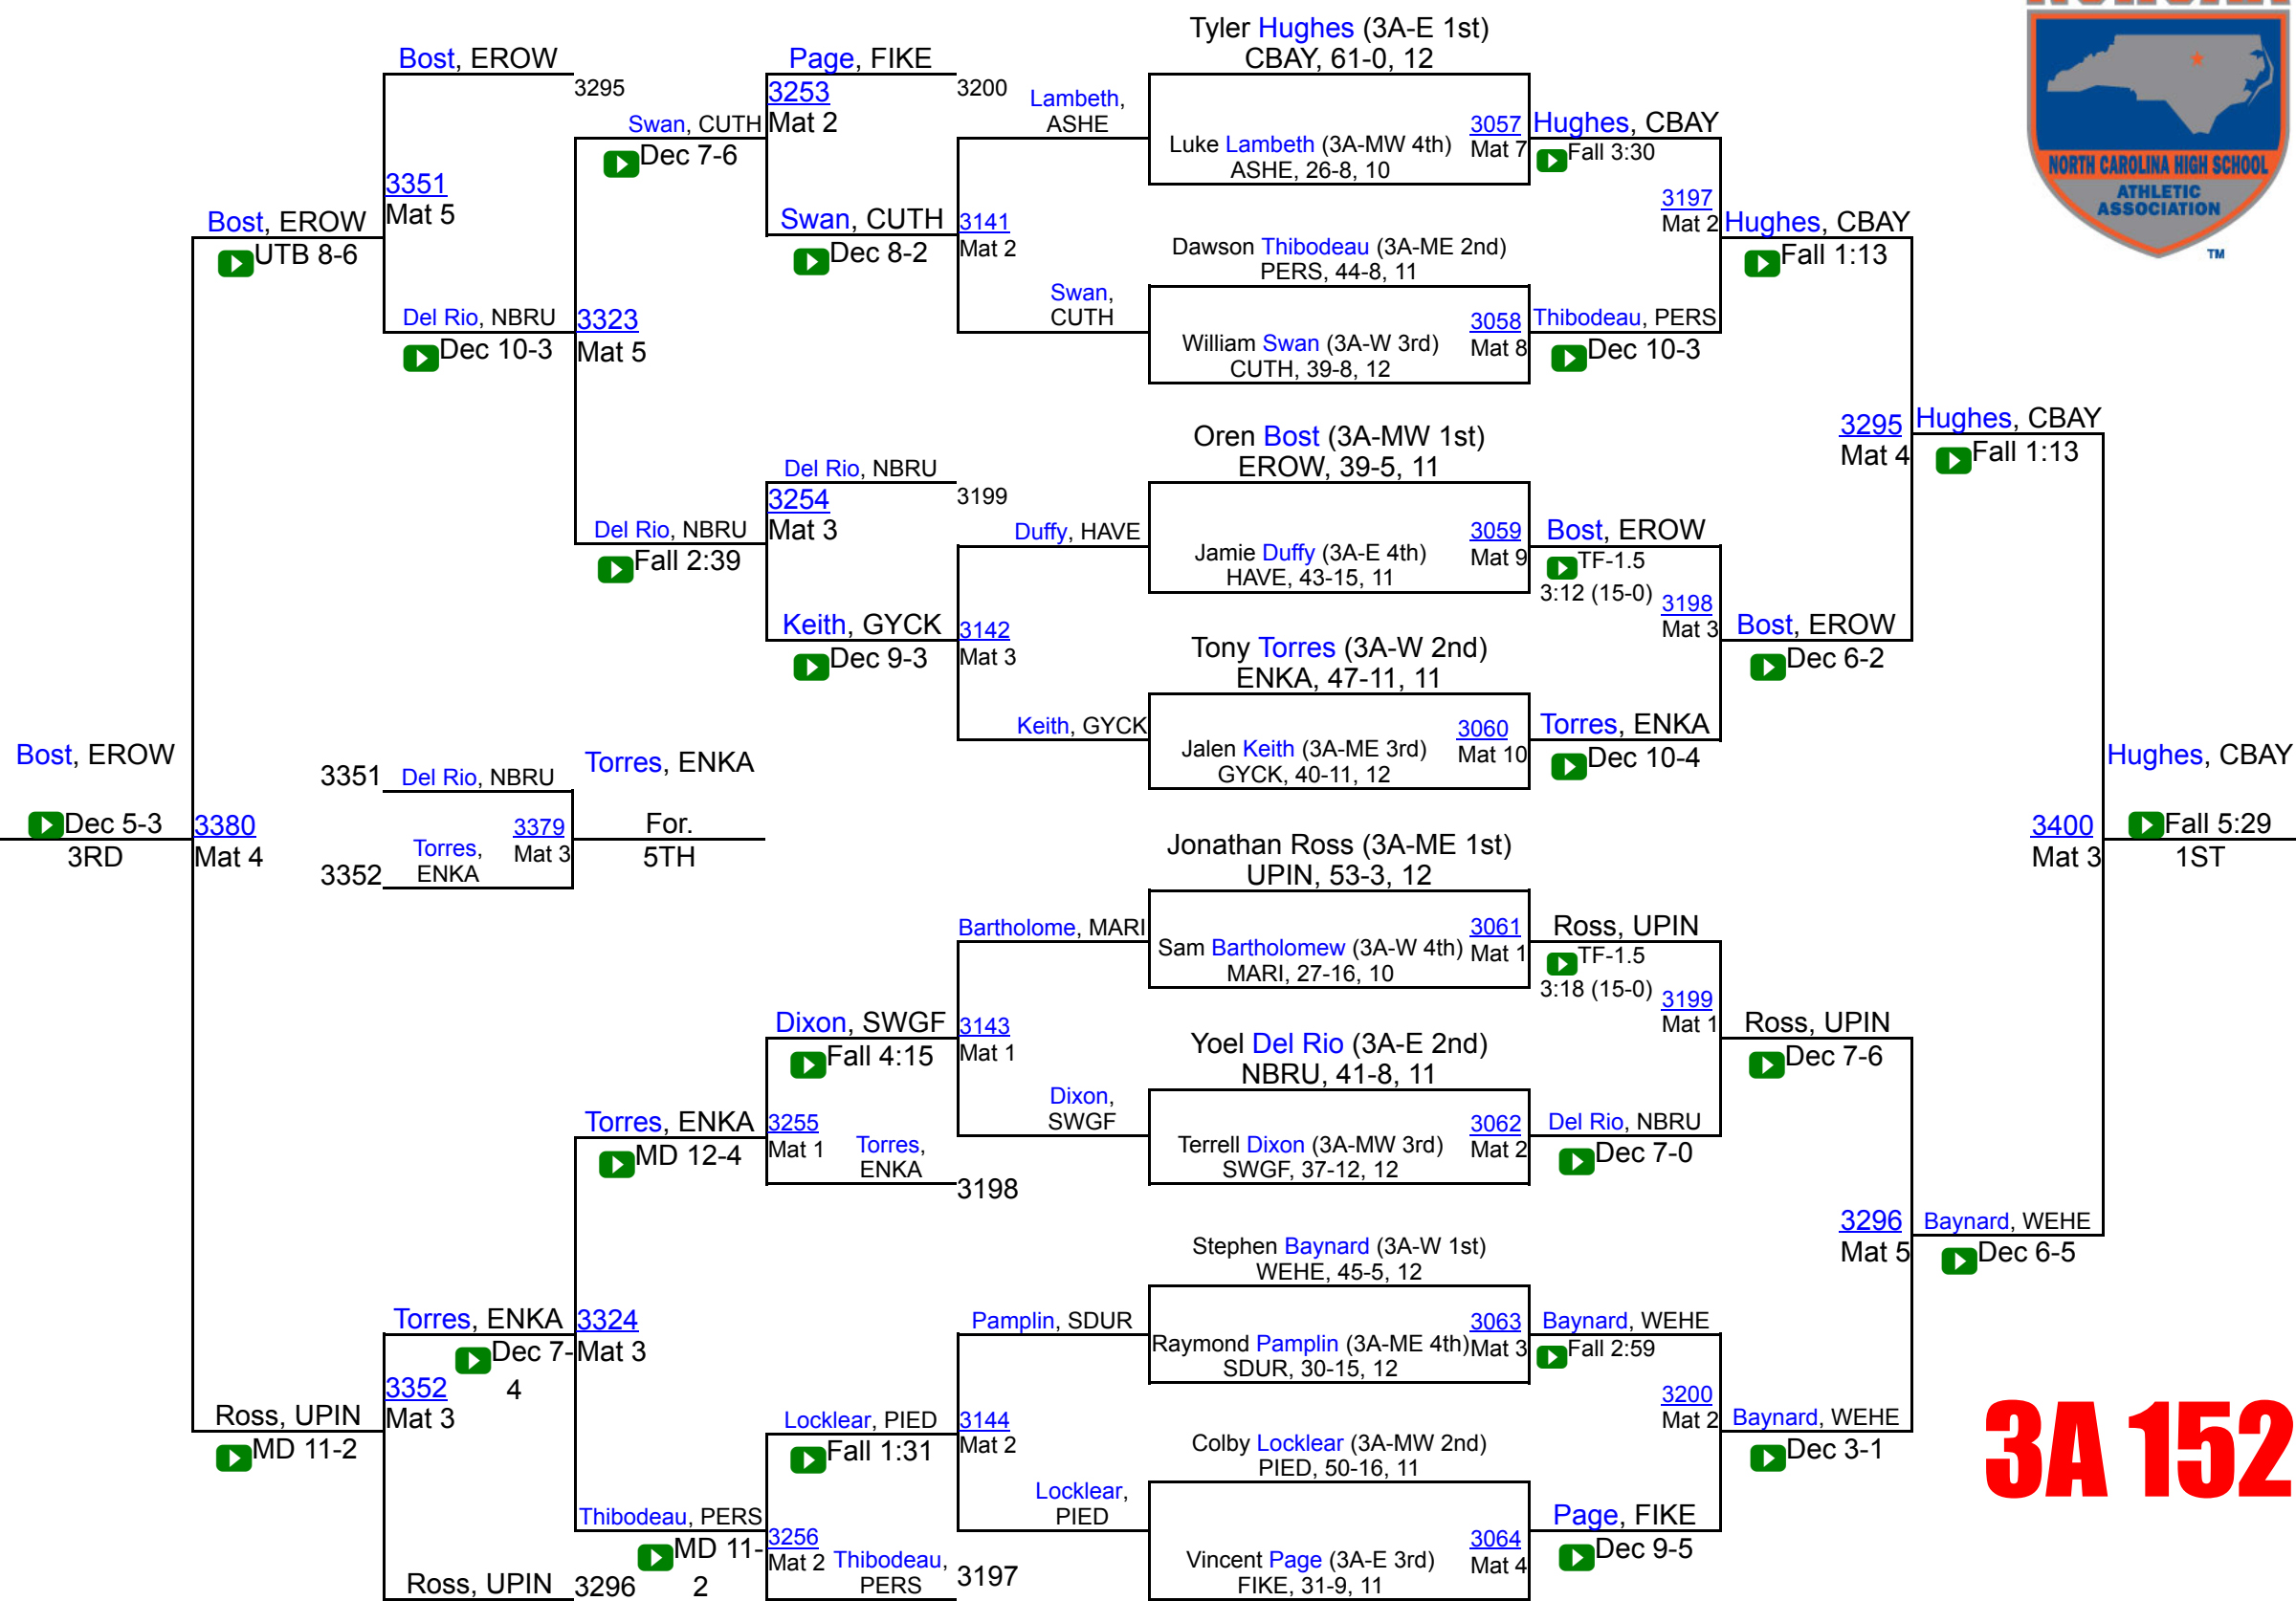 Bost, EROW
3295
3351
Mat 5
Bost, EROW
UTB 8-6
Del Rio, NBRU
Dec 10-3
Swan, CUTH
Dec 7-6
3323
Mat 5
Del Rio, NBRU
Fall 2:39
Page, FIKE
3200
3253
Mat 2
Swan, CUTH
Dec 8-2
Del Rio, NBRU
3199
3254
Mat 3
Keith, GYCK
Dec 9-3
Lambeth,
ASHE
3141
Mat 2
Swan,
CUTH
Duffy, HAVE
3142
Mat 3
Keith, GYCK
Tyler Hughes (3A-E 1st)
CBAY, 61-0, 12
Luke Lambeth (3A-MW 4th)
ASHE, 26-8, 10
3057
Mat 7
Hughes, CBAY
Fall 3:30
Dawson Thibodeau (3A-ME 2nd)
PERS, 44-8, 11
William Swan (3A-W 3rd)
CUTH, 39-8, 12
3058
Mat 8
Thibodeau, PERS
Dec 10-3
3197
Mat 2
Hughes, CBAY
Fall 1:13
Oren Bost (3A-MW 1st)
EROW, 39-5, 11
Jamie Duffy (3A-E 4th)
HAVE, 43-15, 11
3059
Mat 9
Bost, EROW
TF-1.5
3:12 (15-0)
Tony Torres (3A-W 2nd)
ENKA, 47-11, 11
Jalen Keith (3A-ME 3rd)
GYCK, 40-11, 12
3060
Mat 10
Torres, ENKA
Dec 10-4
3198
Mat 3
Bost, EROW
Dec 6-2
3295
Mat 4
Hughes, CBAY
Fall 1:13
NORTH CAROLINA HIGH SCHOOL
ATHLETIC
ASSOCIATION
TM
Bost, EROW
Dec 5-3
3RD
3380
Mat 4
3351
Del Rio, NBRU
3352
Torres,
ENKA
3379
Mat 3
Torres, ENKA
For.
5TH
Hughes, CBAY
3400
Mat 3
Fall 5:29
1ST
Jonathan Ross (3A-ME 1st)
UPIN, 53-3, 12
Bartholome, MARI
Sam Bartholomew (3A-W 4th)
MARI, 27-16, 10
3061
Mat 1
Ross, UPIN
TF-1.5
3:18 (15-0)
Dixon, SWGF
Fall 4:15
3143
Mat 1
Yoel Del Rio (3A-E 2nd)
NBRU, 41-8, 11
Dixon,
SWGF
Terrell Dixon (3A-MW 3rd)
SWGF, 37-12, 12
3062
Mat 2
Del Rio, NBRU
Dec 7-0
3199
Mat 1
Ross, UPIN
Dec 7-6
Torres, ENKA
MD 12-4
3255
Mat 1
Torres,
ENKA
3198
Stephen Baynard (3A-W 1st)
WEHE, 45-5, 12
Pamplin, SDUR
Raymond Pamplin (3A-ME 4th)
SDUR, 30-15, 12
3063
Mat 3
Baynard, WEHE
Fall 2:59
3296
Mat 5
Baynard, WEHE
Dec 6-5
Torres, ENKA
Dec 7-
4
3324
Mat 3
3352
Mat 3
Ross, UPIN
MD 11-2
Locklear, PIED
Fall 1:31
3144
Mat 2
Colby Locklear (3A-MW 2nd)
PIED, 50-16, 11
Locklear,
PIED
Vincent Page (3A-E 3rd)
FIKE, 31-9, 11
3064
Mat 4
Page, FIKE
Dec 9-5
3200
Mat 2
Baynard, WEHE
Dec 3-1
Thibodeau, PERS
MD 11-
2
3256
Mat 2
Thibodeau,
PERS
3197
Ross, UPIN
3296
3A 152